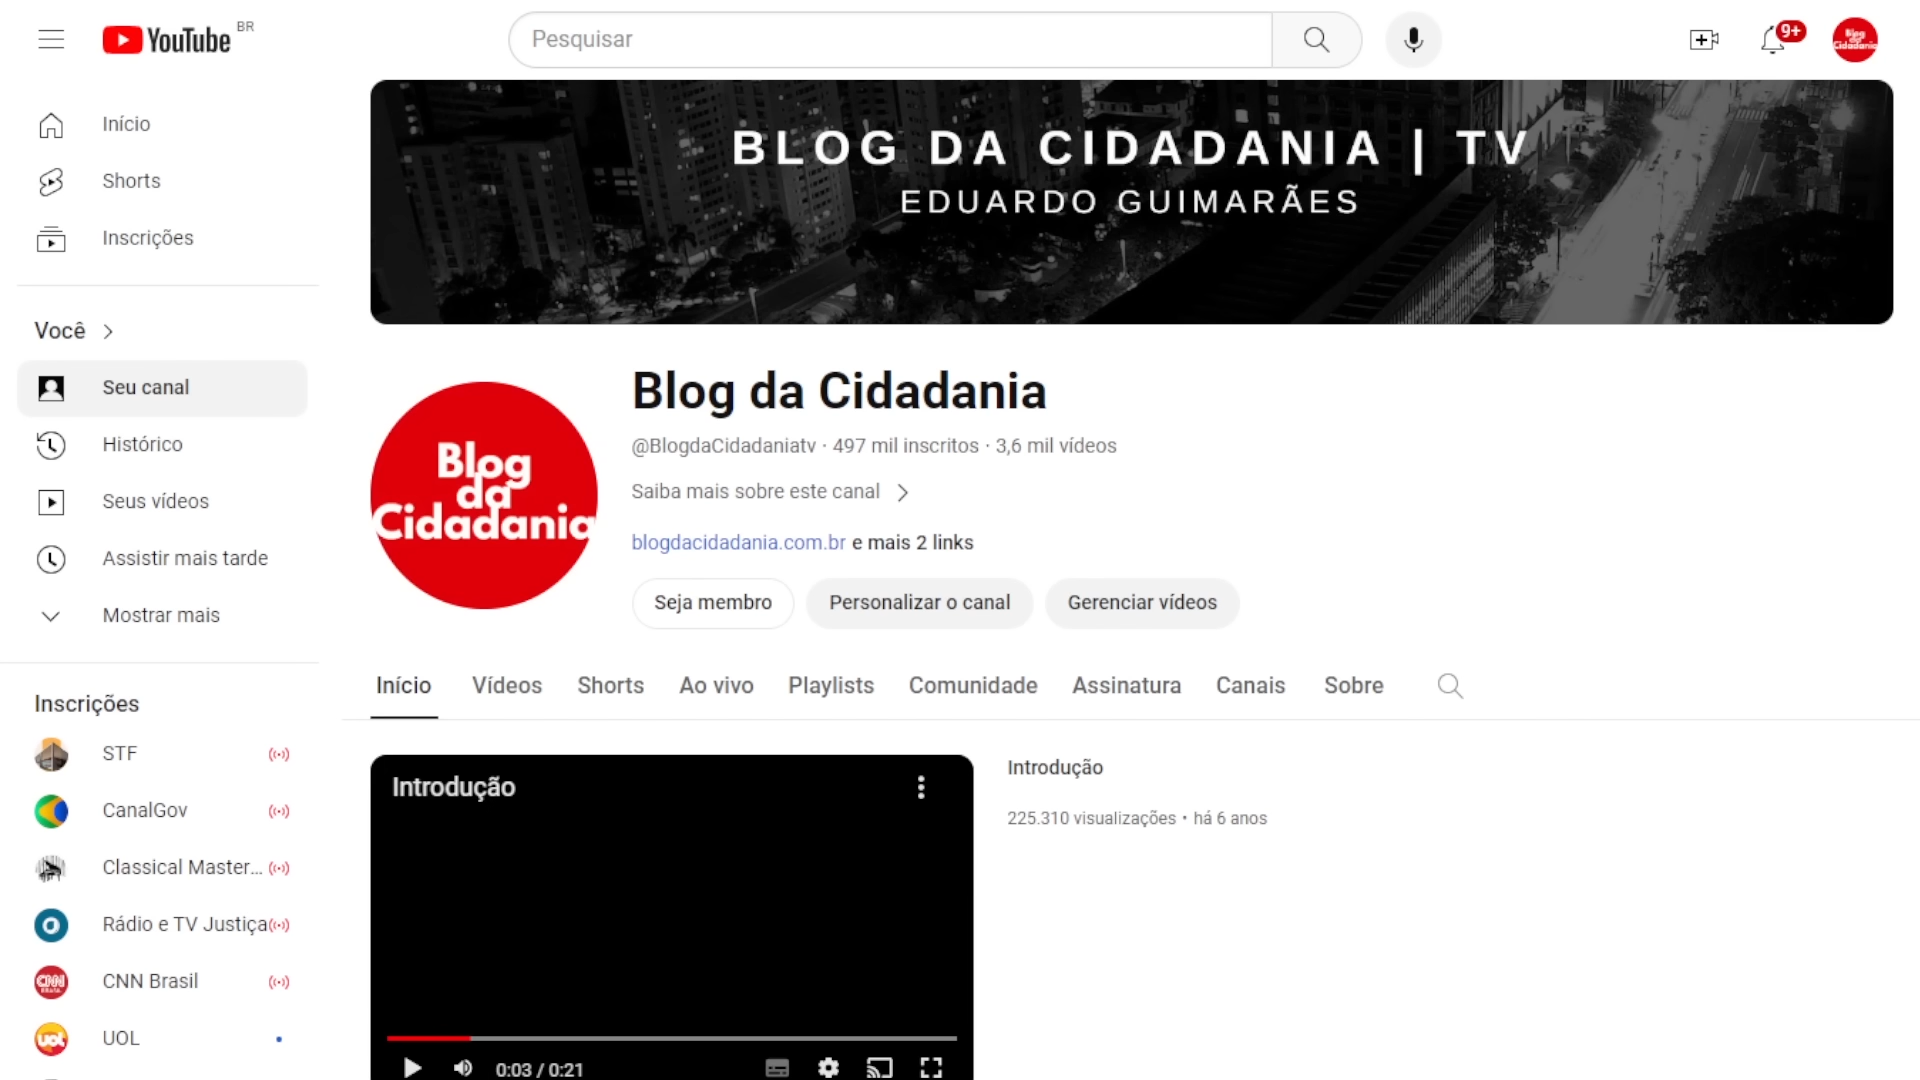 YouTube BR
Pesquisar
9+
Blog
da
Cidadania
Início
Shorts
Inscrições
Você
Seu canal
Histórico
Seus vídeos
Assistir mais tarde
Mostrar mais
Inscrições
STF
CanalGov
Classical Master...
Rádio e TV Justiça
CNN Brasil
UOL
BLOG DA CIDADANIA | TV
EDUARDO GUIMARÃES
Blog
da
Cidadania
Blog da Cidadania
@BlogdaCidadaniatv · 497 mil inscritos · 3,6 mil vídeos
Saiba mais sobre este canal
blogdacidadania.com.br e mais 2 links
Seja membro Personalizar o canal Gerenciar vídeos
Início Vídeos Shorts Ao vivo Playlists Comunidade Assinatura Canais Sobre
Introdução
0:03 / 0:21
Introdução
225.310 visualizações • há 6 anos